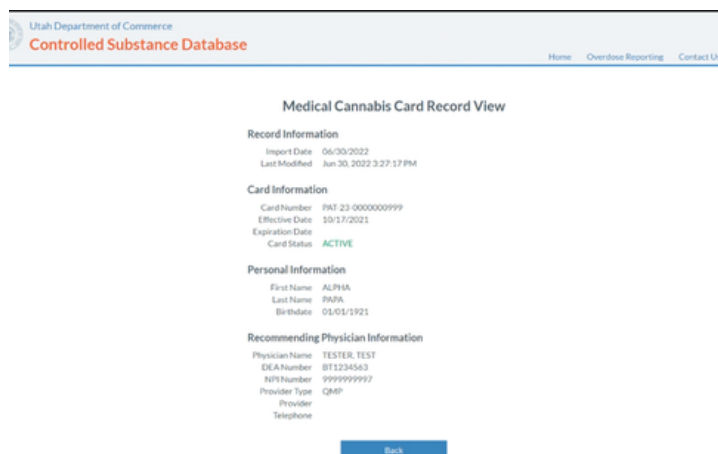 Utah Department of Commerce
Controlled Substance Database
Home Overdose Reporting Contact U
Medical Cannabis Card Record View
Record Information
Import Date 06/30/2022
Last Modified Jun 30, 2022 3:27:17 PM
Card Information
Card Number PAT-23-0000000999
Effective Date 10/17/2021
Expiration Date
Card Status ACTIVE
Personal Information
First Name ALPHA
Last Name PAPA
Birthdate 01/01/1921
Recommending Physician Information
Physician Name TESTER, TEST
DEA Number BT1234563
NPI Number 9999999997
Provider Type QMP
Provider
Telephone
Back